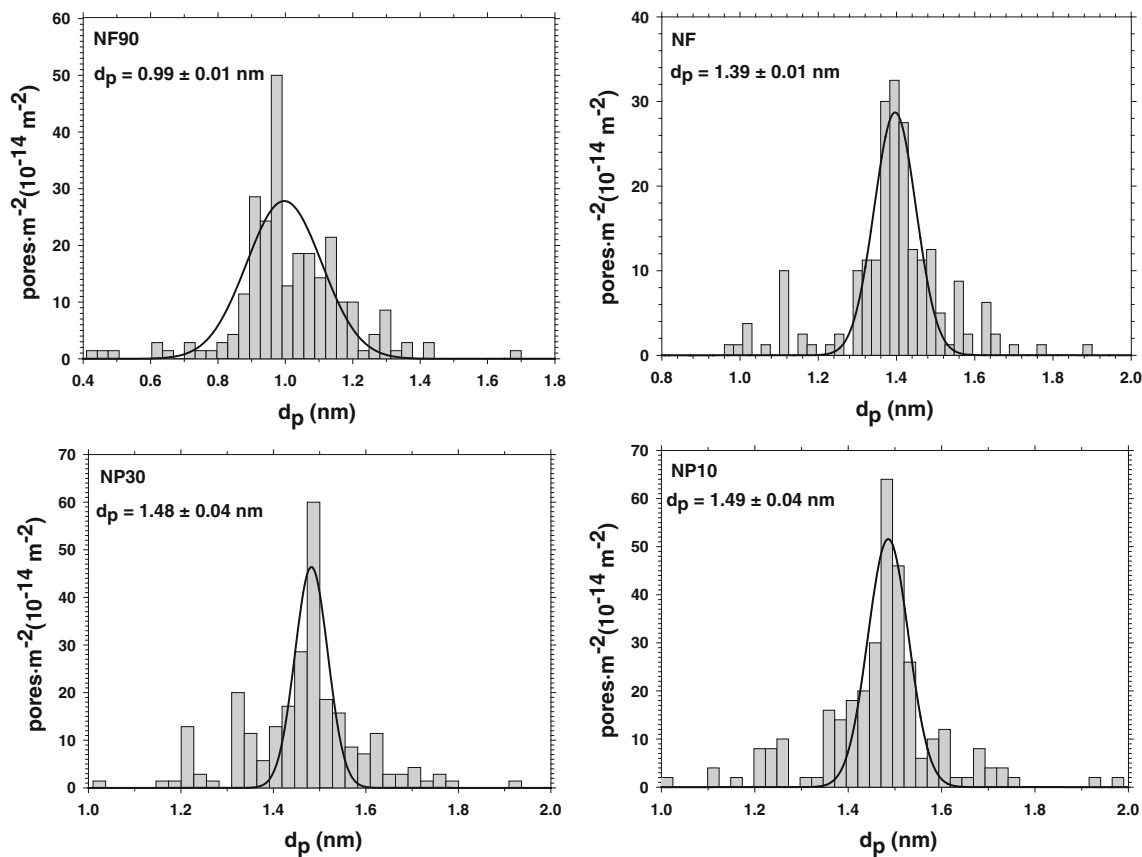 NF90
dp = 0.99 ± 0.01 nm
pores·m-2(10-14 m-2)
60
50
40
30
20
10
0
0.4 0.6 0.8 1.0 1.2 1.4 1.6 1.8
dp (nm)
NF
dp = 1.39 ± 0.01 nm
pores·m-2(10-14 m-2)
40
30
20
10
0
0.8 1.0 1.2 1.4 1.6 1.8 2.0
dp (nm)
NP30
dp = 1.48 ± 0.04 nm
pores·m-2(10-14 m-2)
70
60
50
40
30
20
10
0
1.0 1.2 1.4 1.6 1.8 2.0
dp (nm)
NP10
dp = 1.49 ± 0.04 nm
pores·m-2(10-14 m-2)
70
60
50
40
30
20
10
0
1.0 1.2 1.4 1.6 1.8 2.0
dp (nm)